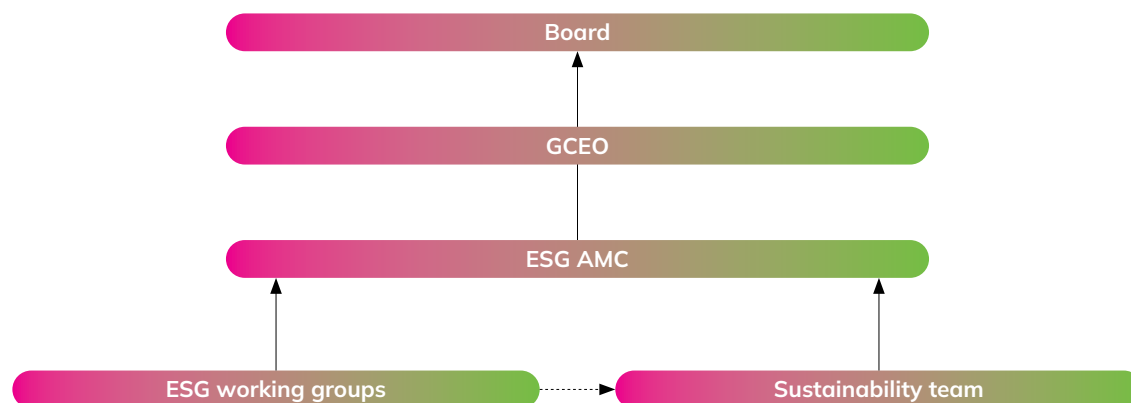 Board
GCEO
ESG AMC
ESG working groups
Sustainability team